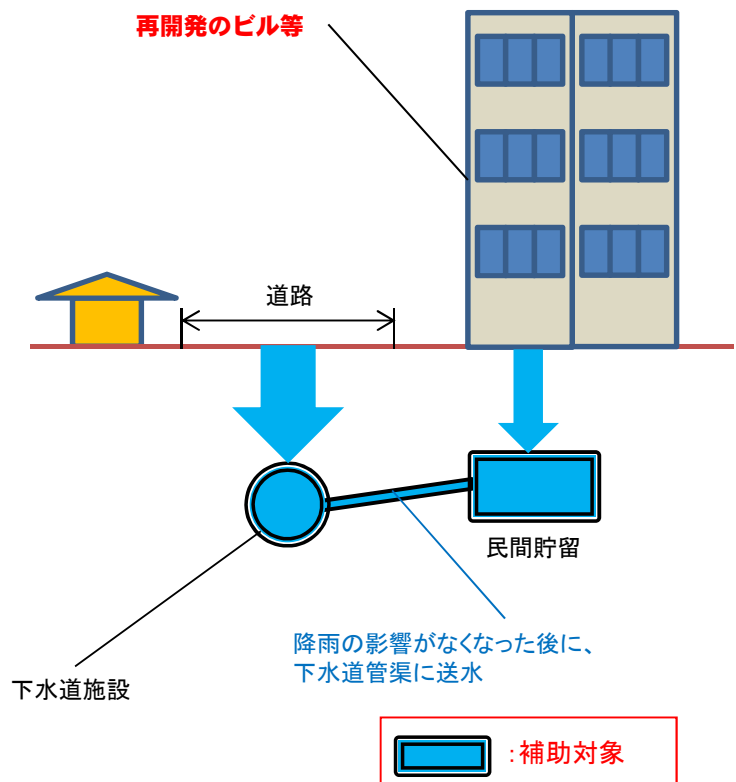 再開発のビル等
道路
民間貯留
降雨の影響がなくなった後に、
下水道管渠に送水
下水道施設
:補助対象